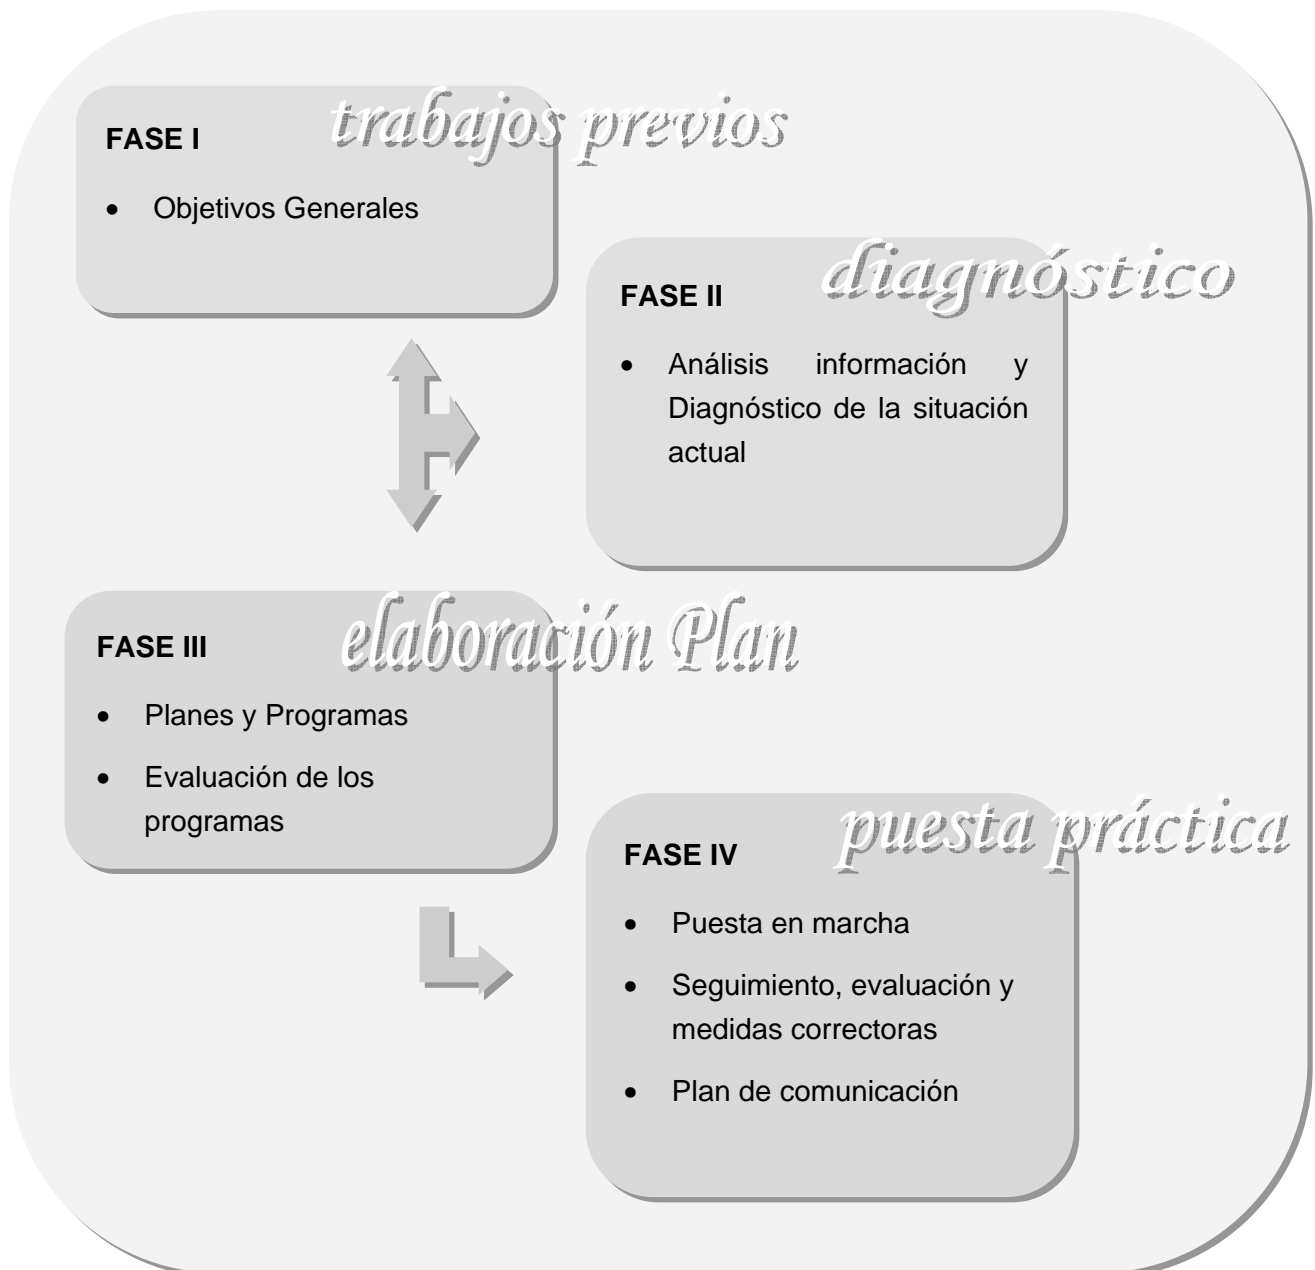 trabajos previos
FASE I
• Objetivos Generales
diagnóstico
FASE II
• Análisis información y
Diagnóstico de la situación
actual
elaboración Plan
FASE III
• Planes y Programas
• Evaluación de los
programas
puesta práctica
FASE IV
• Puesta en marcha
• Seguimiento, evaluación y
medidas correctoras
• Plan de comunicación